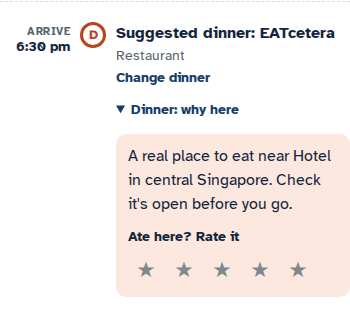 ARRIVE
6:30 pm
D
Suggested dinner: EATcetera
Restaurant
Change dinner
▼ Dinner: why here
A real place to eat near Hotel
in central Singapore. Check
it's open before you go.
Ate here? Rate it
★ ★ ★ ★ ★